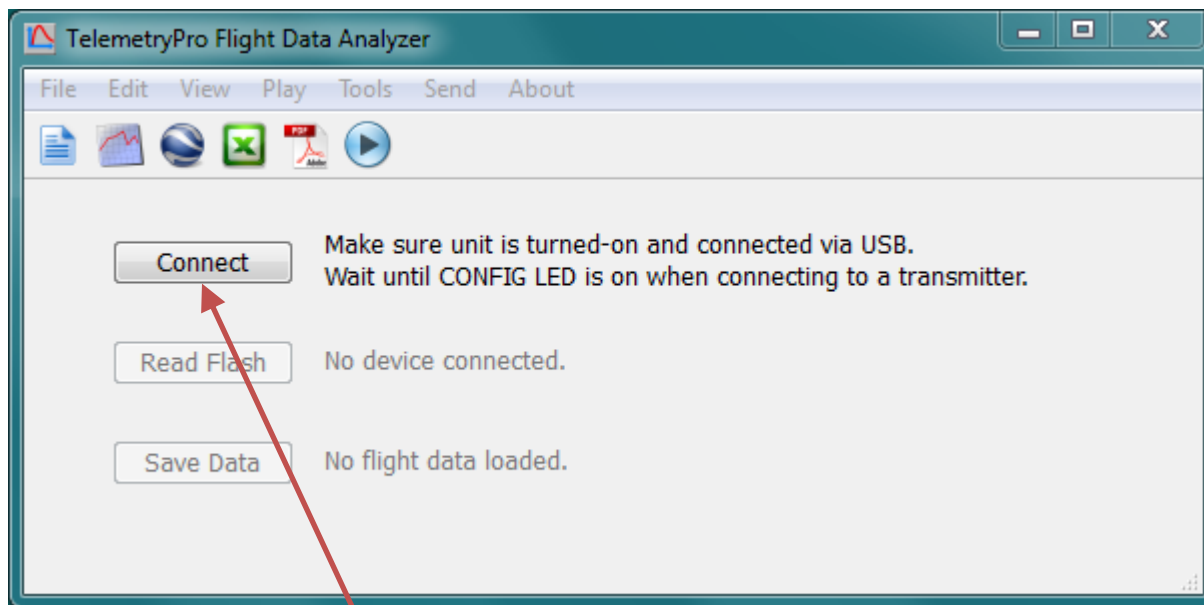 TelemetryPro Flight Data Analyzer
File Edit View Play Tools Send About
PDF
Adobe
Connect
Make sure unit is turned-on and connected via USB.
Wait until CONFIG LED is on when connecting to a transmitter.
Read Flash
No device connected.
Save Data
No flight data loaded.